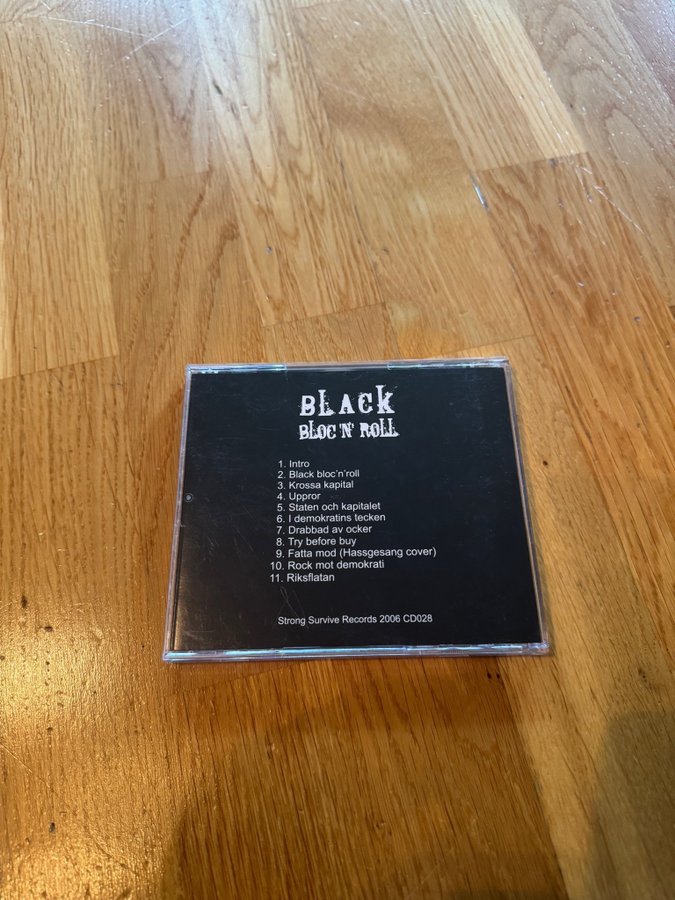 BLACK
BLOC'N' ROLL
1. Intro
2. Black bloc'n'roll
3. Krossa kapital
4. Uppror
5. Staten och kapitalet
6. I demokratins tecken
7. Drabbad av ocker
8. Try before buy
9. Fatta mod (Hassgesang cover)
10. Rock mot demokrati
11. Riksflatan
Strong Survive Records 2006 CD028